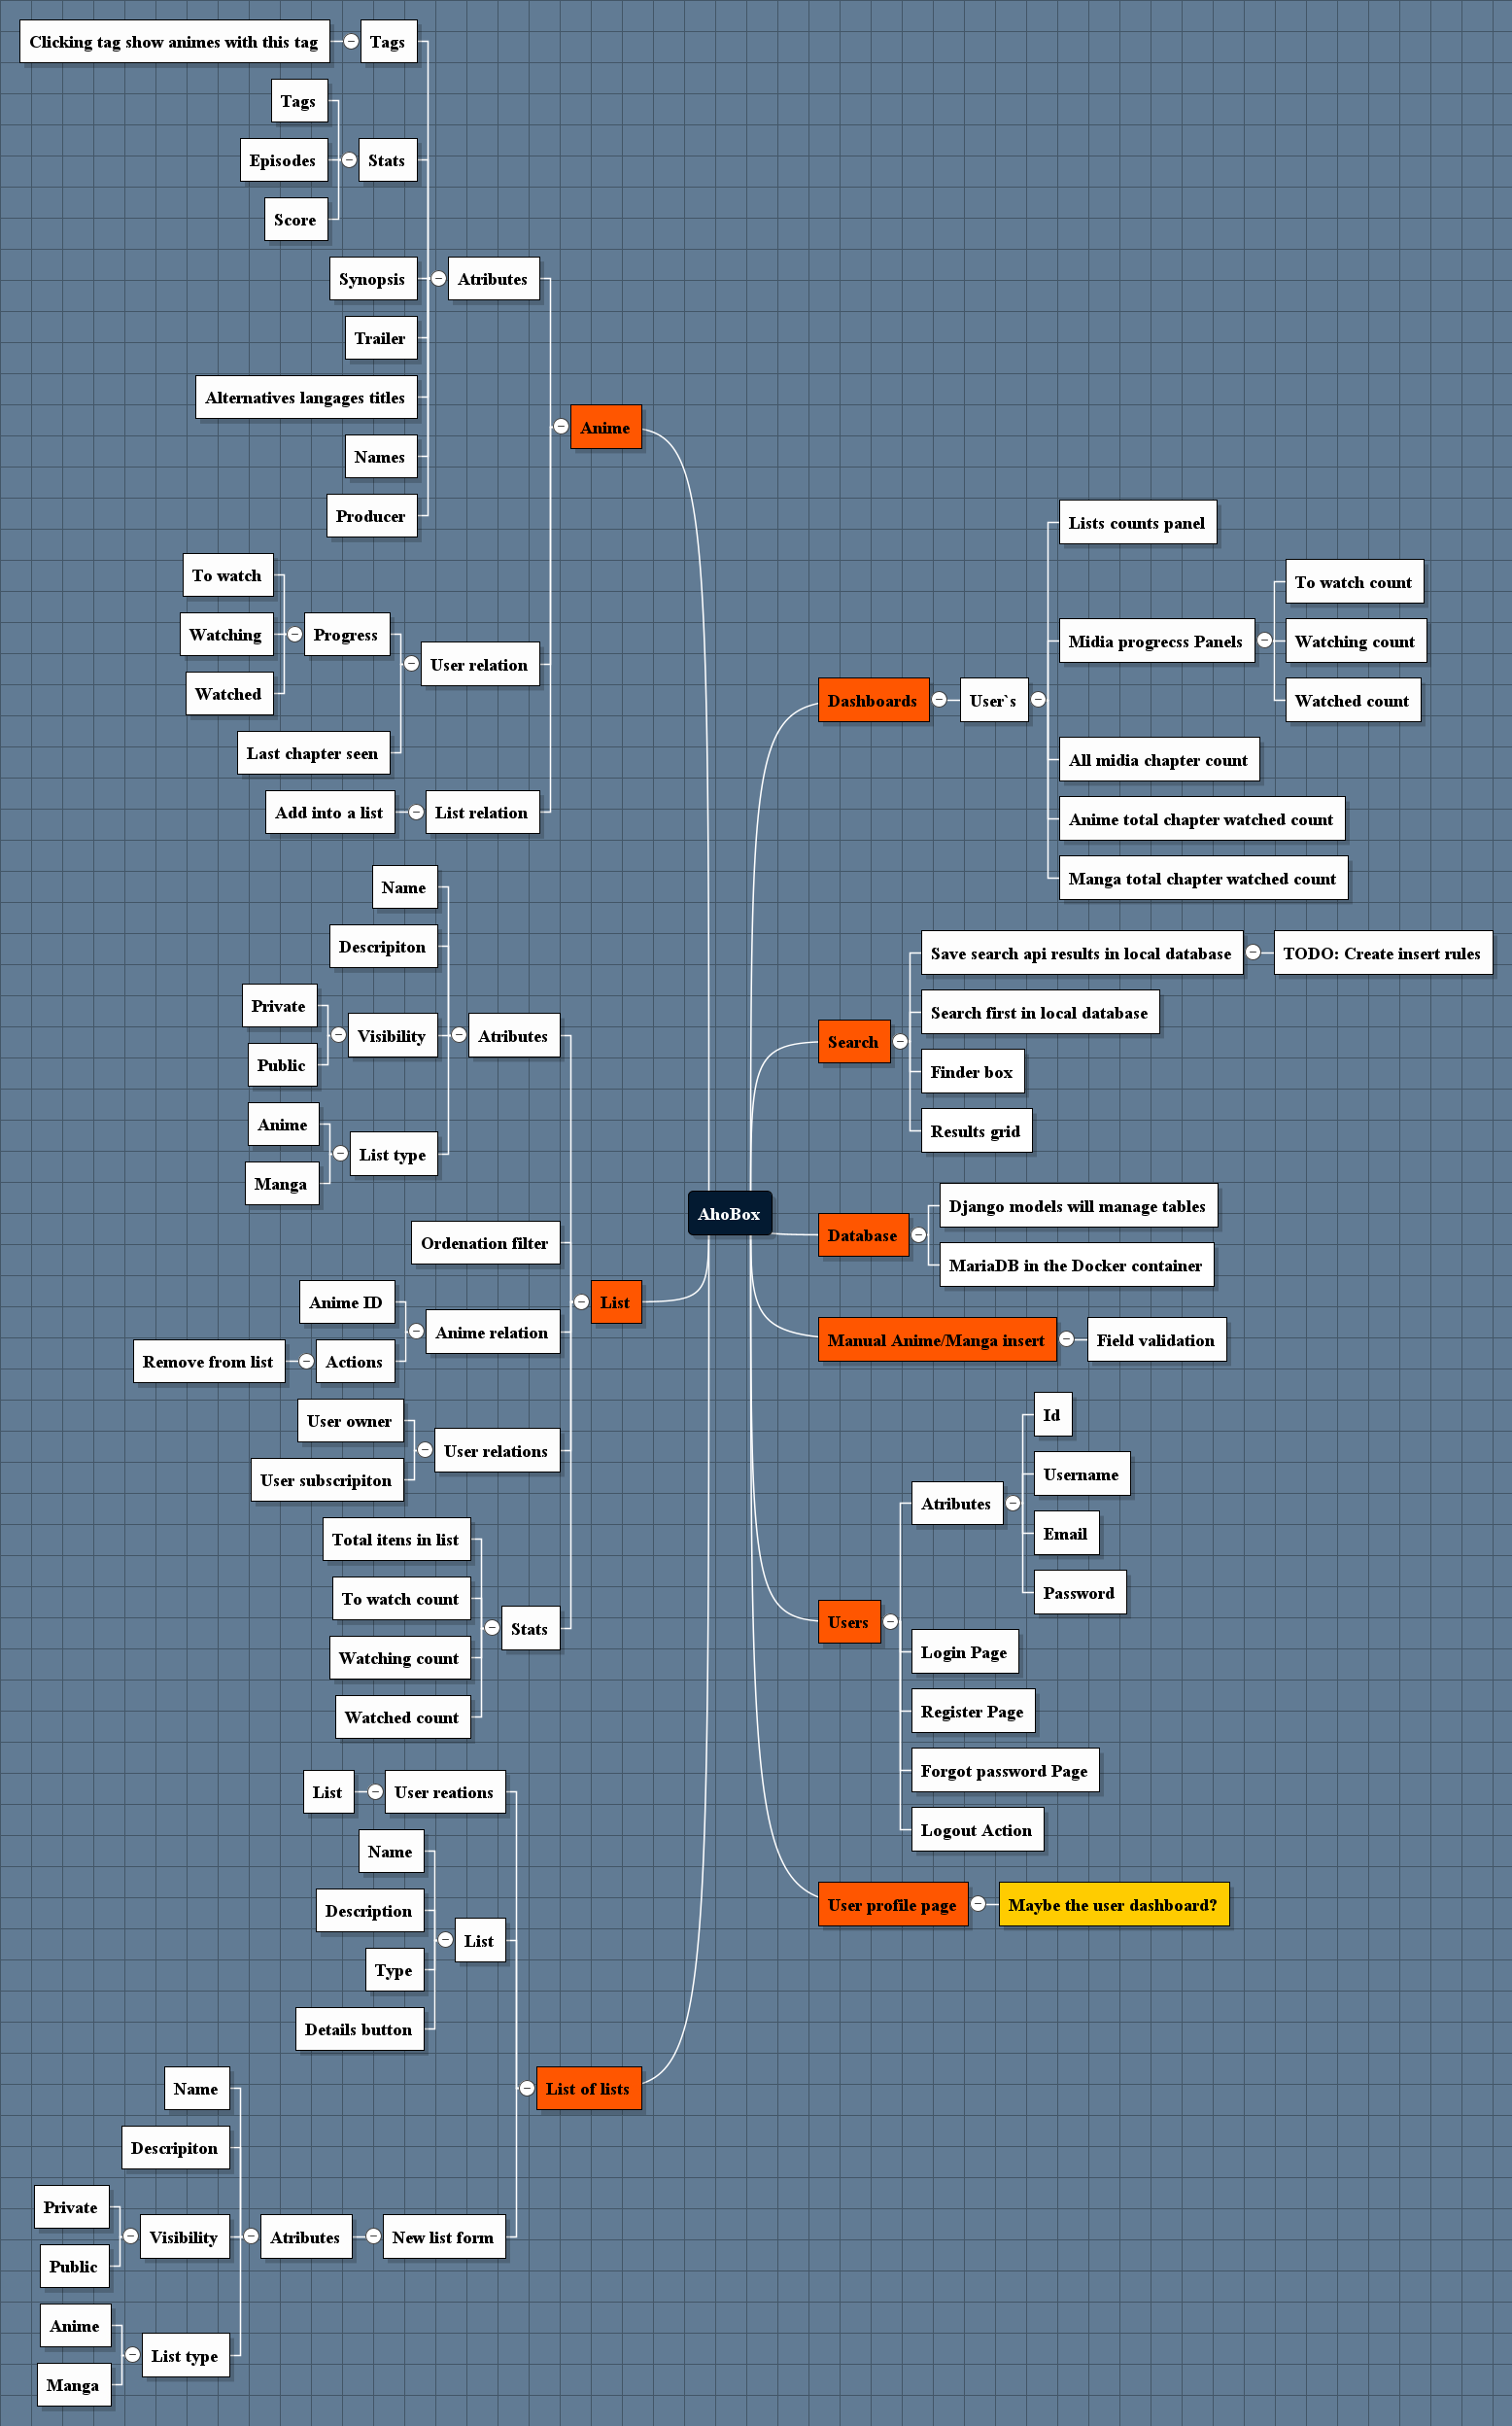 AhoBox
Anime
Atributes
Tags
Clicking tag show animes with this tag
Stats
Tags
Episodes
Score
Synopsis
Trailer
Alternatives langages titles
Names
Producer
User relation
Progress
To watch
Watching
Watched
Last chapter seen
List relation
Add into a list
List
Atributes
Name
Descripiton
Visibility
Private
Public
List type
Anime
Manga
Ordenation filter
Anime relation
Anime ID
Actions
Remove from list
User relations
User owner
User subscripiton
Stats
Total itens in list
To watch count
Watching count
Watched count
List of lists
User reations
List
List
Name
Description
Type
Details button
New list form
Atributes
Name
Descripiton
Visibility
Private
Public
List type
Anime
Manga
Dashboards
User`s
Lists counts panel
Midia progrecss Panels
To watch count
Watching count
Watched count
All midia chapter count
Anime total chapter watched count
Manga total chapter watched count
Search
Save search api results in local database
TODO: Create insert rules
Search first in local database
Finder box
Results grid
Database
Django models will manage tables
MariaDB in the Docker container
Manual Anime/Manga insert
Field validation
Users
Atributes
Id
Username
Email
Password
Login Page
Register Page
Forgot password Page
Logout Action
User profile page
Maybe the user dashboard?